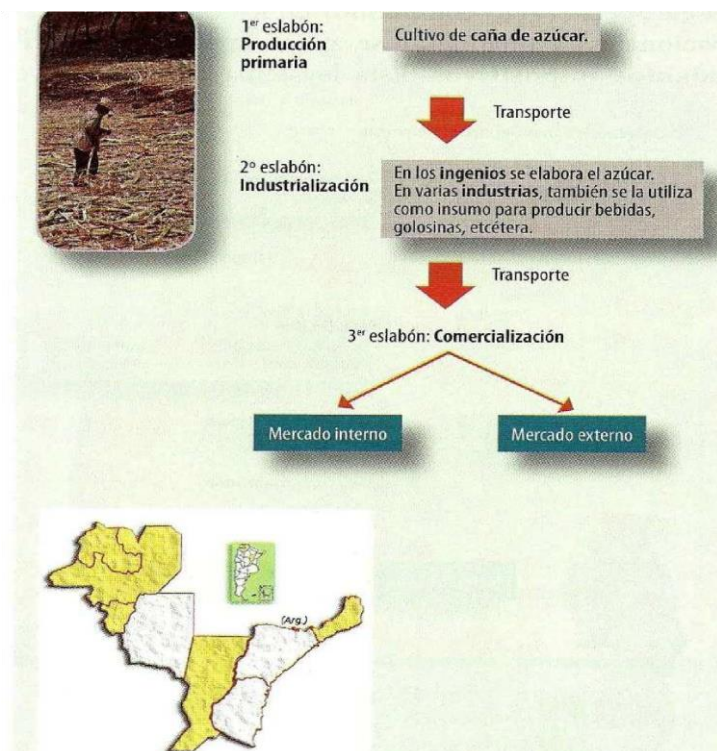 1er eslabón:
Producción
primaria
Cultivo de caña de azúcar.
Transporte
2º eslabón:
Industrialización
En los ingenios se elabora el azúcar.
En varias industrias, también se la utiliza
como insumo para producir bebidas,
golosinas, etcétera.
Transporte
3er eslabón: Comercialización
Mercado interno
Mercado externo
(Arg.)